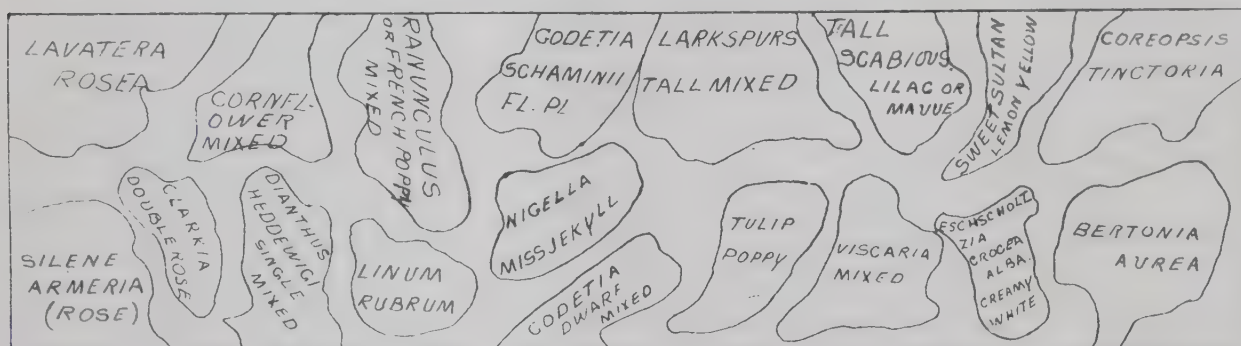 LAVATERA
ROSEA
CORNFL-
OWER
MIXED
RANUNCULUS
OR FRENCH POPPY
MIXED
GODETIA
SCHAMINII
FL. PL
LARKSPURS
TALL MIXED
TALL
SCABIOUS.
LILAC OR
MAUVE
SWEET SULTAN
LEMON YELLOW
COREOPSIS
TINCTORIA
SILENE
ARMERIA
(ROSE)
CLARKIA
DOUBLE ROSE
DIANTHUS
HEDDEWIGI
SINGLE
MIXED
LINUM
RUBRUM
NIGELLA
MISS JEKYLL
GODETIA
DWARF
MIXED
TULIP
POPPY
VISCARIA
MIXED
ESCHSCHOLT
ZIA
CROCEA
ALBA.
CREAMY
WHITE
BERTONIA
AUREA